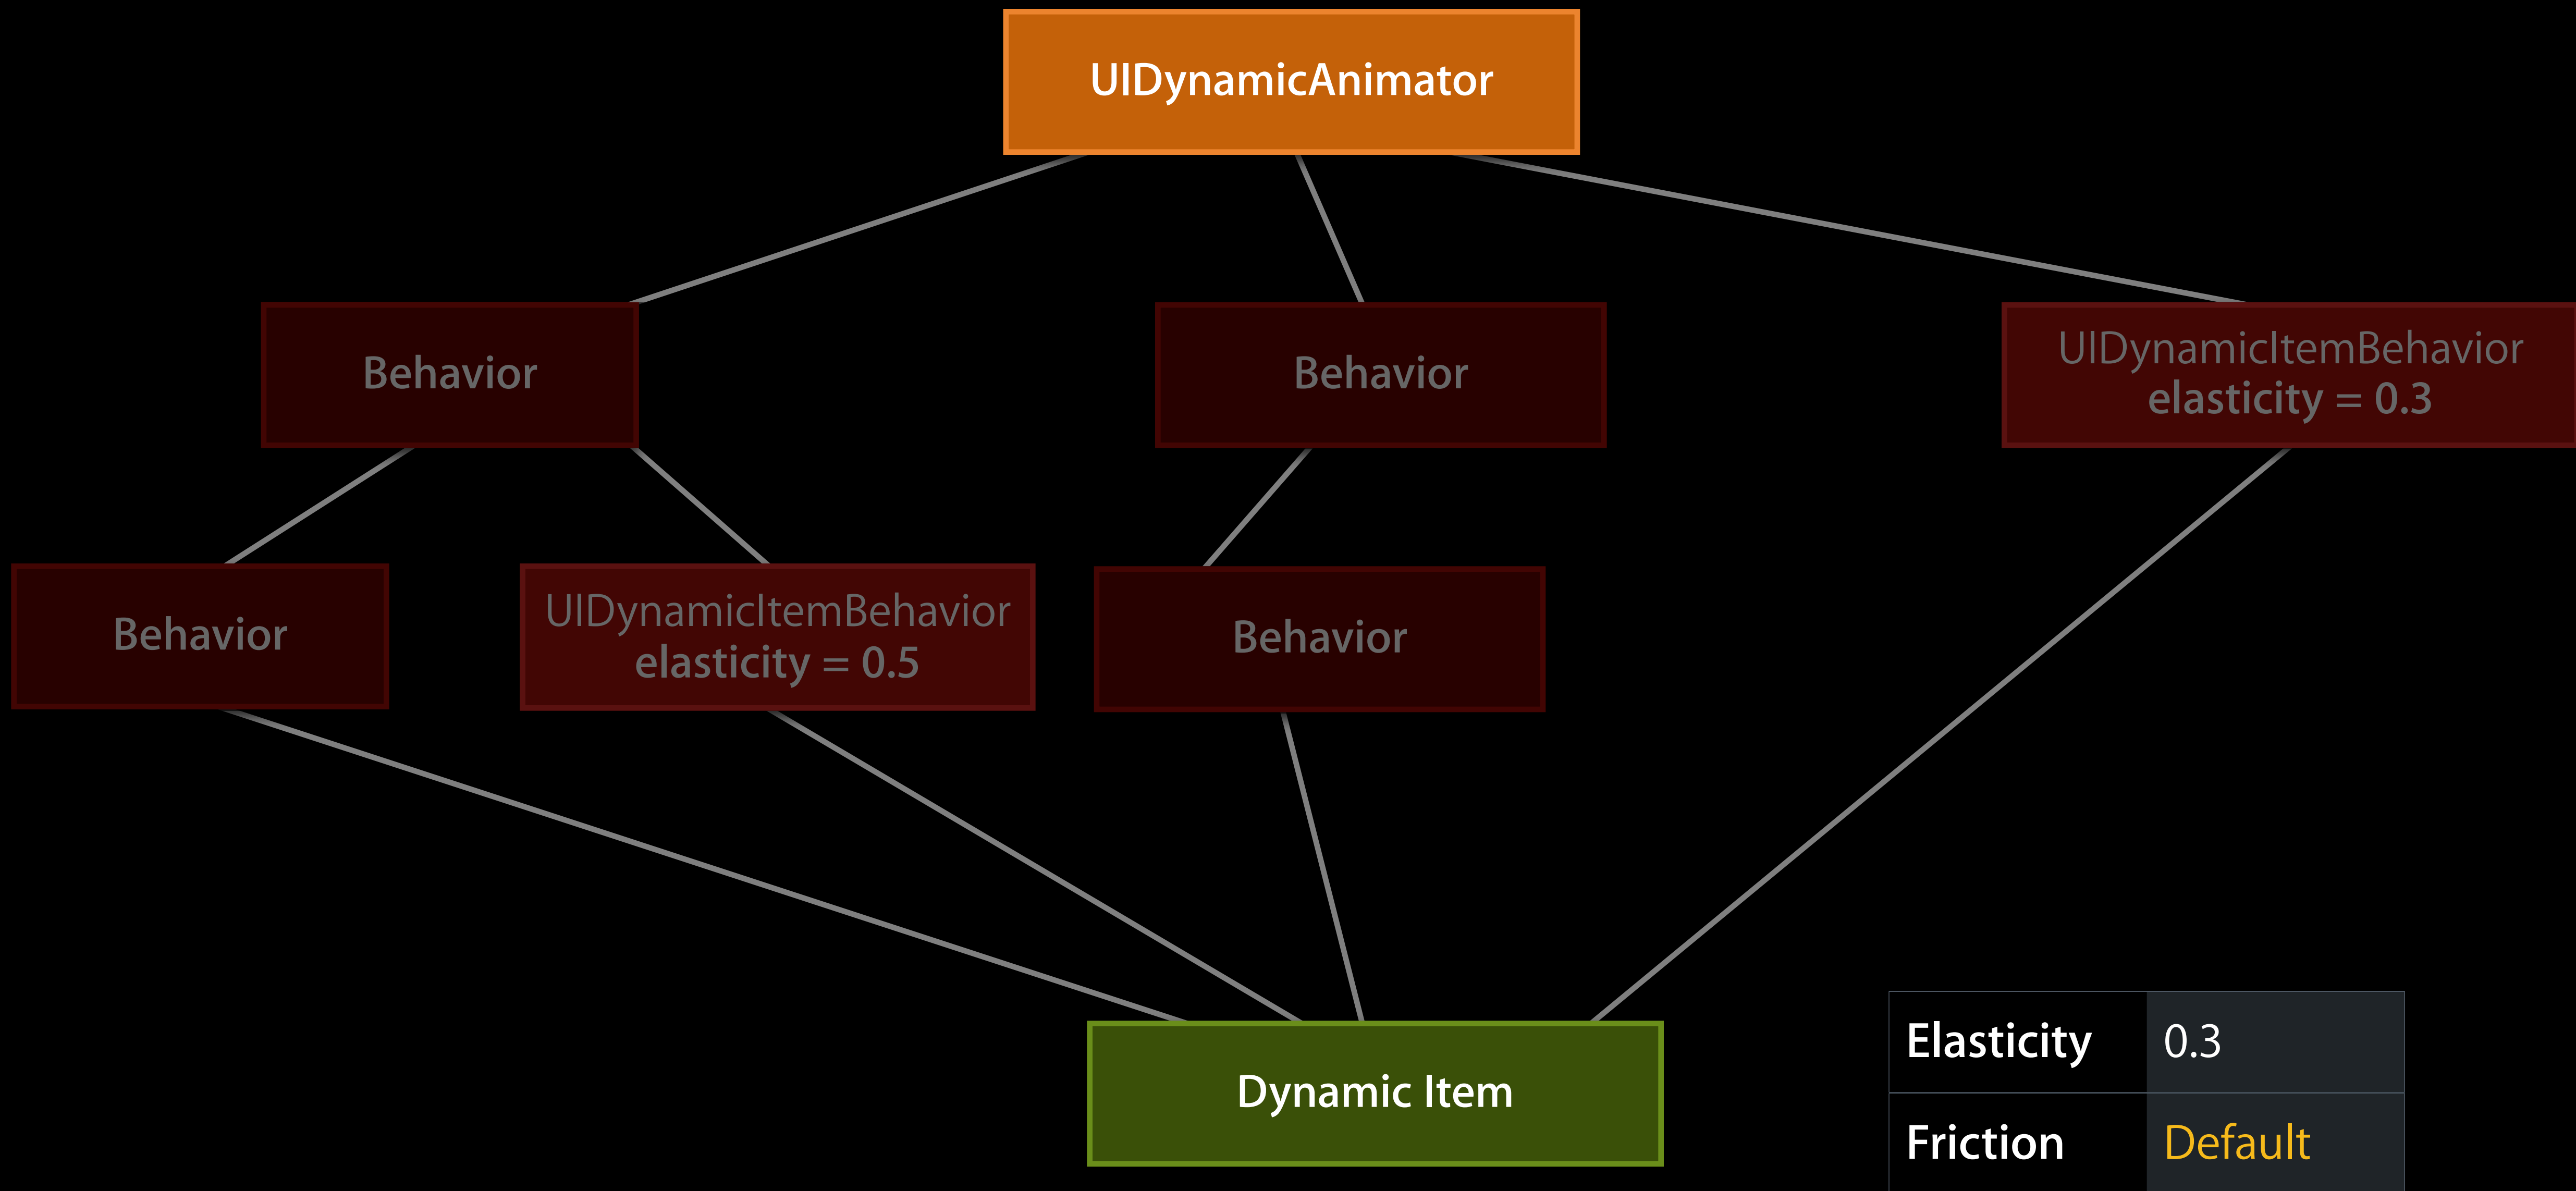 UIDynamicAnimator
Behavior
Behavior
UIDynamicItemBehavior
elasticity = 0.3
Behavior
UIDynamicItemBehavior
elasticity = 0.5
Behavior
Dynamic Item
Elasticity 0.3
Friction Default